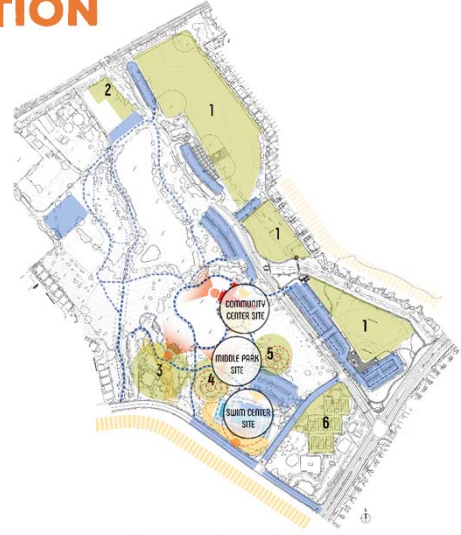 TION
2
1
1
COMMUNITY
CENTER SITE
1
5
MIDDLE PARK
SITE
3
4
SWIM CENTER
SITE
6